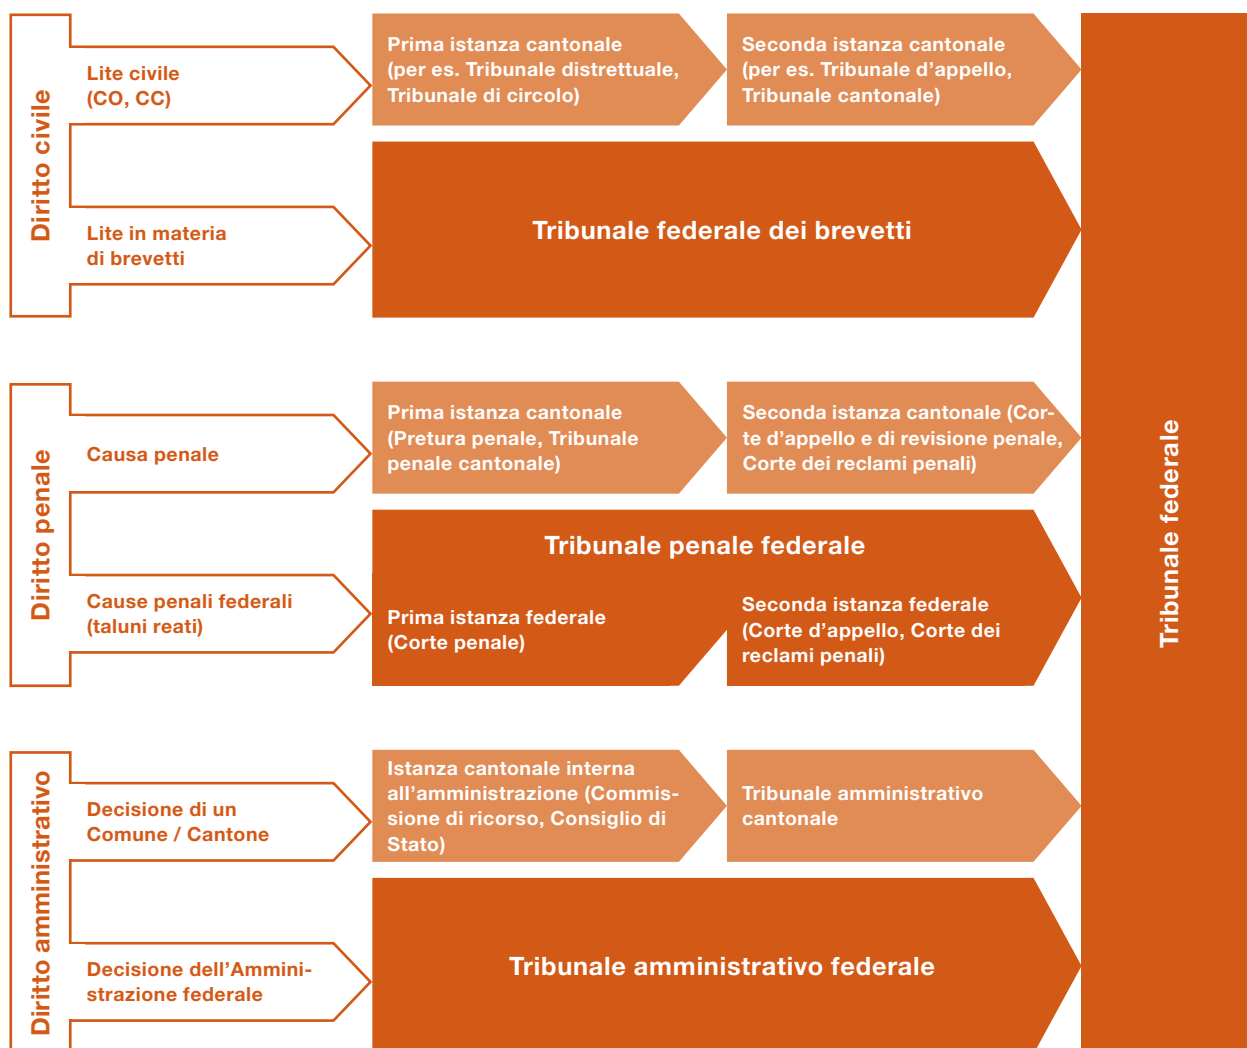 Diritto civile
Lite civile
(CO, CC)
Prima istanza cantonale
(per es. Tribunale distrettuale,
Tribunale di circolo)
Seconda istanza cantonale
(per es. Tribunale d’appello,
Tribunale cantonale)
Lite in materia
di brevetti
Tribunale federale dei brevetti
Diritto penale
Causa penale
Prima istanza cantonale
(Pretura penale, Tribunale
penale cantonale)
Seconda istanza cantonale (Cor-
te d’appello e di revisione penale,
Corte dei reclami penali)
Cause penali federali
(taluni reati)
Tribunale penale federale
Prima istanza federale
(Corte penale)
Seconda istanza federale
(Corte d’appello, Corte dei
reclami penali)
Diritto amministrativo
Decisione di un
Comune / Cantone
Istanza cantonale interna
all’amministrazione (Commis-
sione di ricorso, Consiglio di
Stato)
Tribunale amministrativo
cantonale
Decisione dell’Ammini-
strazione federale
Tribunale amministrativo federale
Tribunale federale